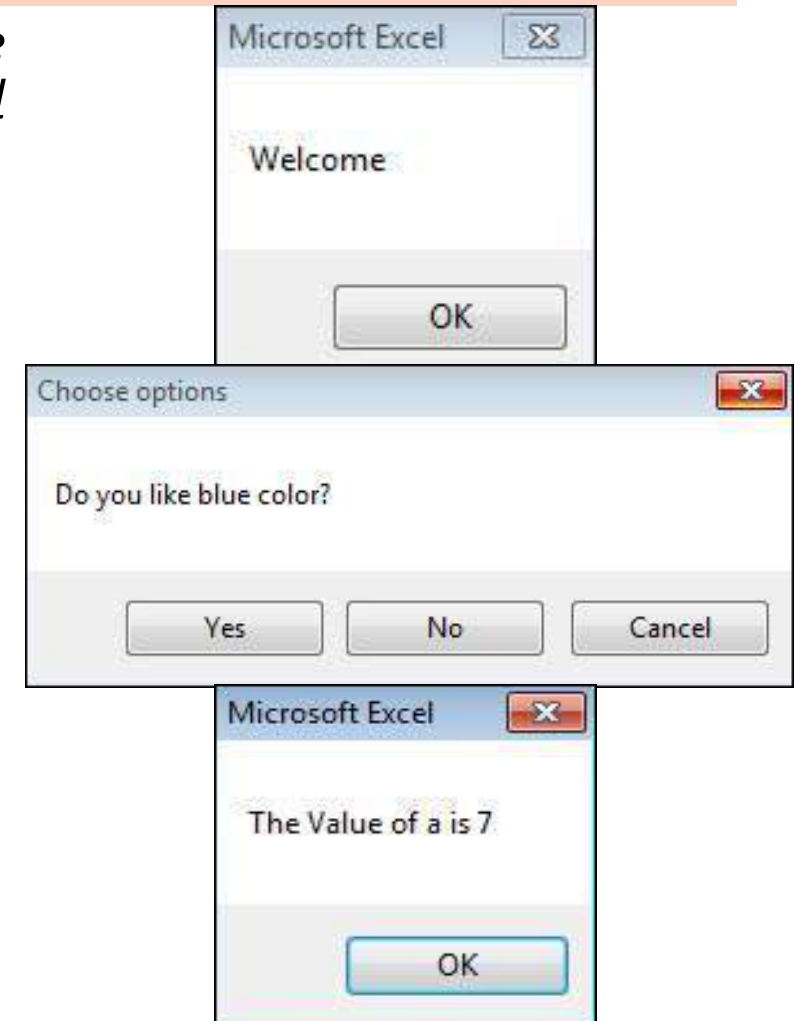 Microsoft Excel
Welcome
OK
Choose options
Do you like blue color?
Yes No Cancel
Microsoft Excel
The Value of a is 7
OK